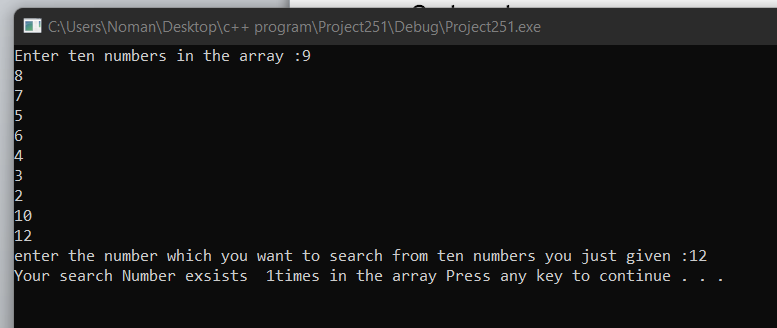 C:\Users\Noman\Desktop\c++ program\Project251\Debug\Project251.exe
Enter ten numbers in the array :9
8
7
5
6
4
3
2
10
12
enter the number which you want to search from ten numbers you just given :12
Your search Number exsists  1times in the array Press any key to continue . . .